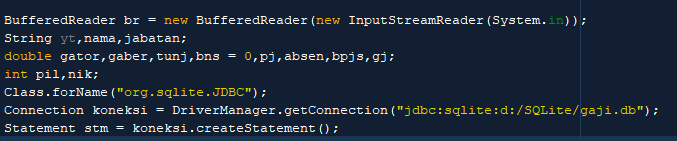 BufferedReader br = new BufferedReader(new InputStreamReader(System.in));
String yt,nama,jabatan;
double gator,gaber,tunj,bns = 0,pj,absen,bpjs,gj;
int pil,nik;
Class.forName("org.sqlite.JDBC");
Connection koneksi = DriverManager.getConnection("jdbc:sqlite:d:/SQLite/gaji.db");
Statement stm = koneksi.createStatement();